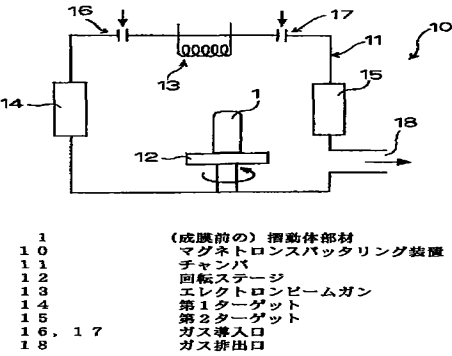 16
17
10
11
13
14
15
1
12
18
1 (成膜前の) 摺動体部材
10 マグネトロンスパッタリング装置
11 チャンバ
12 回転ステージ
13 エレクトロンビームガン
14 第1ターゲット
15 第2ターゲット
16, 17 ガス導入口
18 ガス排出口